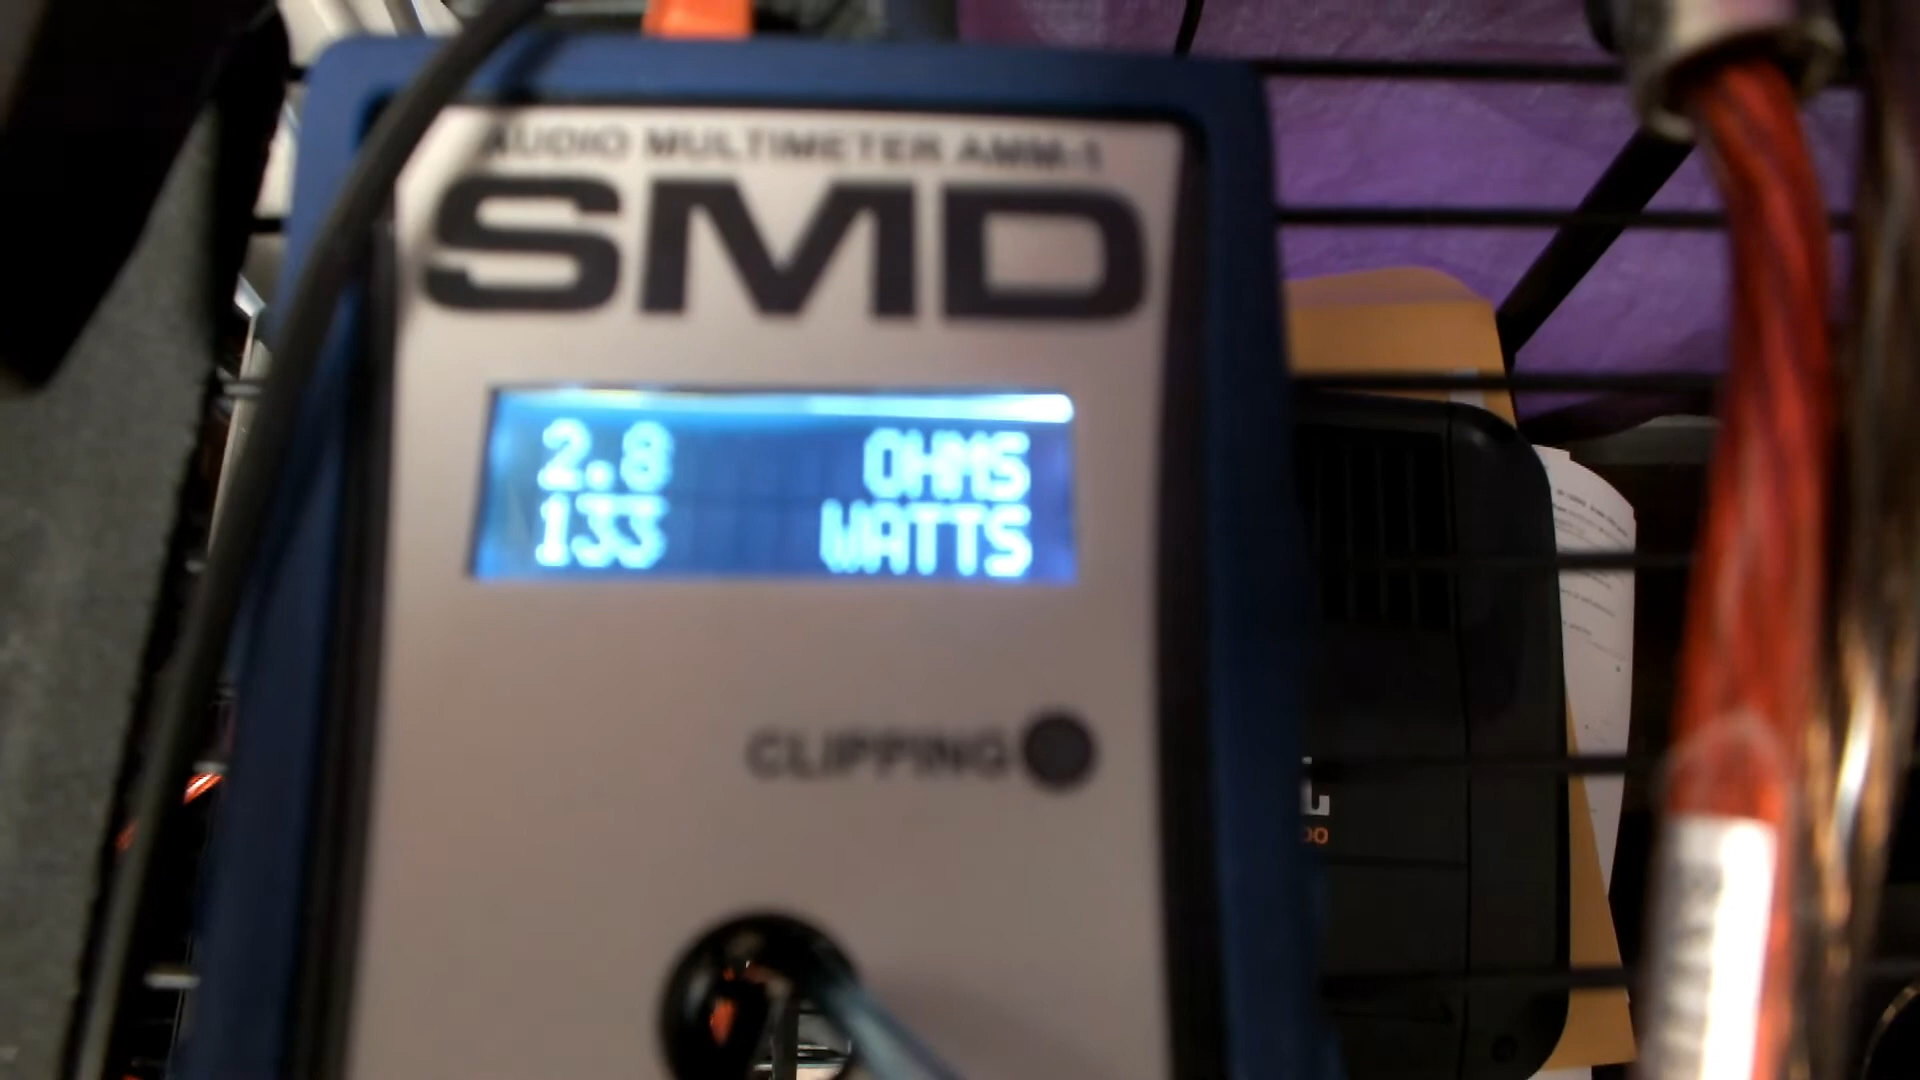 AUDIO MULTIMETER AMM-1
SMD
2.8 OHMS
133 WATTS
CLIPPING